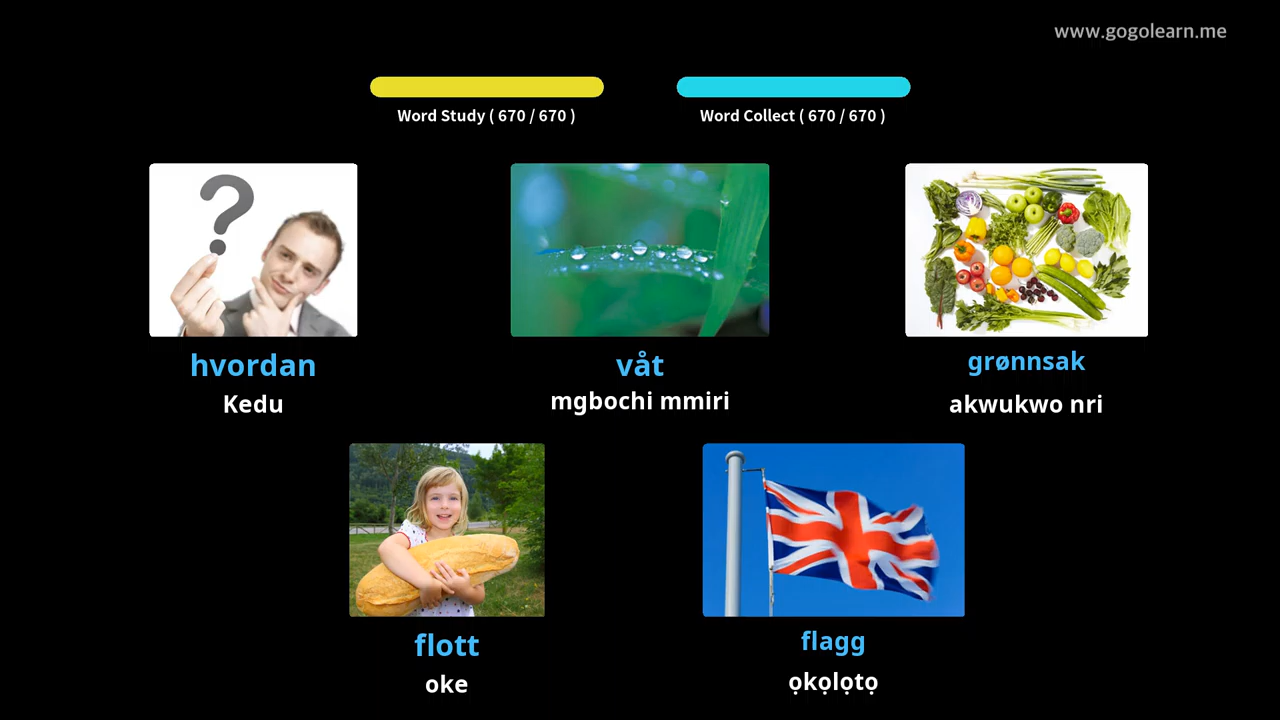 www.gogolearn.me
Word Study ( 670 / 670 )
Word Collect ( 670 / 670 )
hvordan
Kedu
våt
mgbochi mmiri
grønnsak
akwukwo nri
flott
oke
flagg
ọkọlọtọ